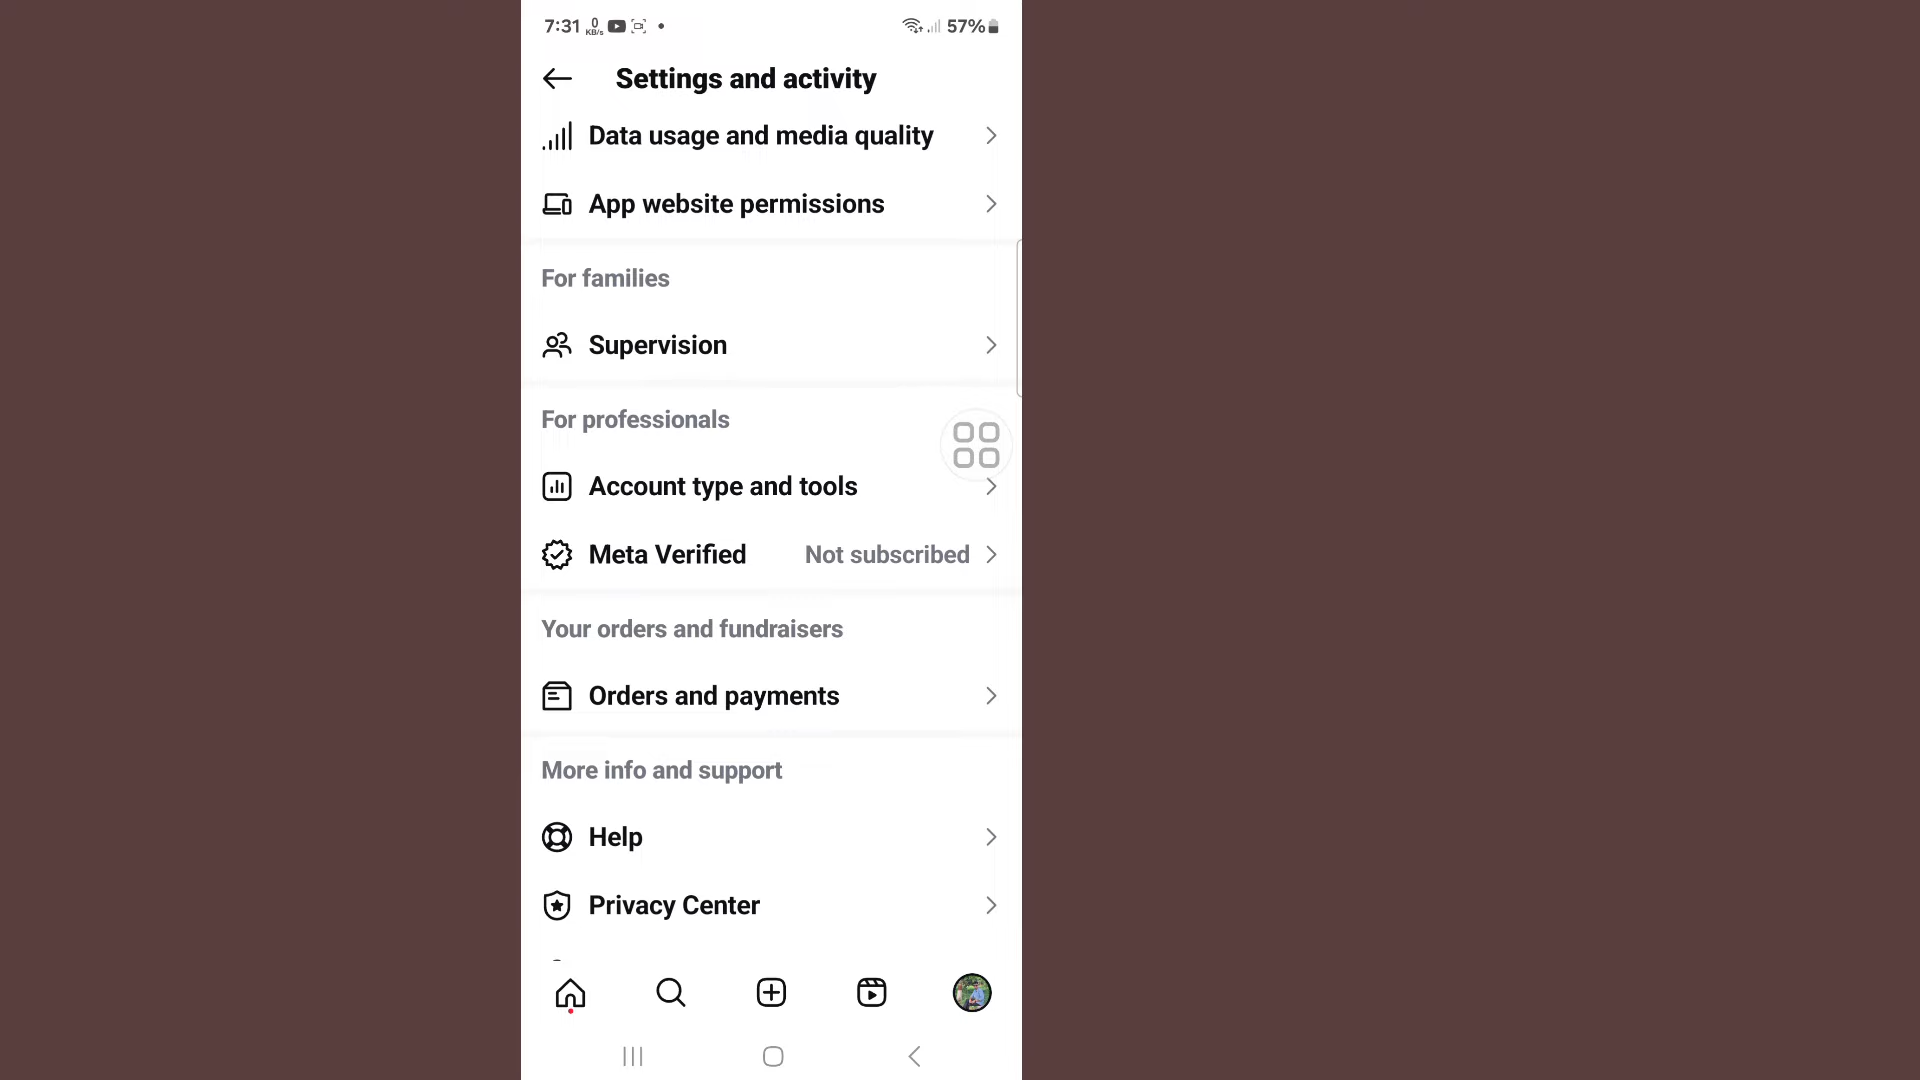 7:31 0 KB/s 57%
Settings and activity
Data usage and media quality
App website permissions
For families
Supervision
For professionals
Account type and tools
Meta Verified Not subscribed
Your orders and fundraisers
Orders and payments
More info and support
Help
Privacy Center